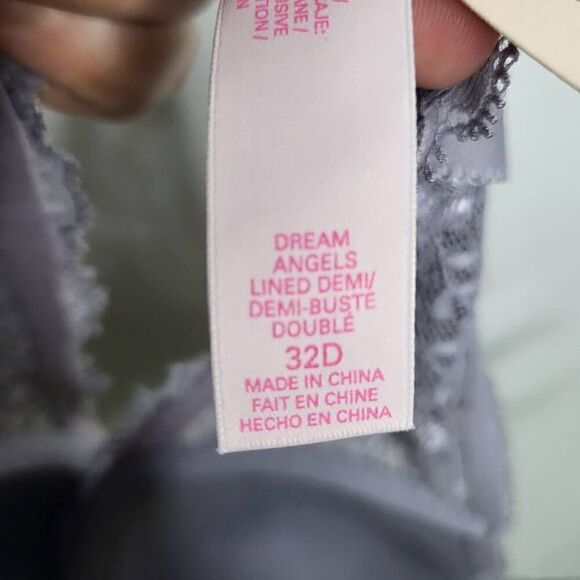 DREAM
ANGELS
LINED DEMI/
DEMI-BUSTE
DOUBLÉ
32D
MADE IN CHINA
FAIT EN CHINE
HECHO EN CHINA